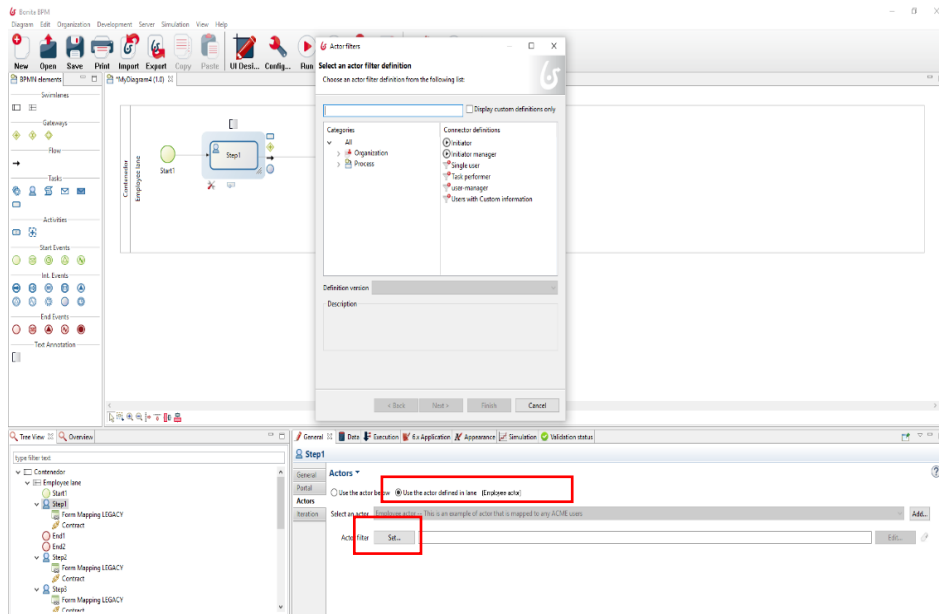 Bonita BPM
Diagram Edit Organization Development Server Simulation View Help
New Open Save Print Import Export Copy Paste UI Desi... Config... Run
BPMN elements
*MyDiagram4 (1.0)
Swimlanes
Gateways
Flow
Tasks
Activities
Start Events
Int. Events
End Events
Text Annotation
Contenedor
Employee lane
Start1
Step1
Actor filters
Select an actor filter definition
Choose an actor filter definition from the following list:
Display custom definitions only
Categories
All
Organization
Process
Connector definitions
Initiator
Initiator manager
Single user
Task performer
user-manager
Users with Custom information
Definition version
Description
< Back Next > Finish Cancel
Tree View Overview
type filter text
Contenedor
Employee lane
Start1
Step1
Form Mapping LEGACY
Contract
End1
End2
Step2
Form Mapping LEGACY
Contract
Step3
Form Mapping LEGACY
Contract
General Data Execution 6.x Application Appearance Simulation Validation status
Step1
General
Portal
Actors
Iteration
Actors
Use the actor below Use the actor defined in lane (Employee actor)
Select an actor Employee actor -- This is an example of actor that is mapped to any ACME users Add...
Actor filter Set... Edit...